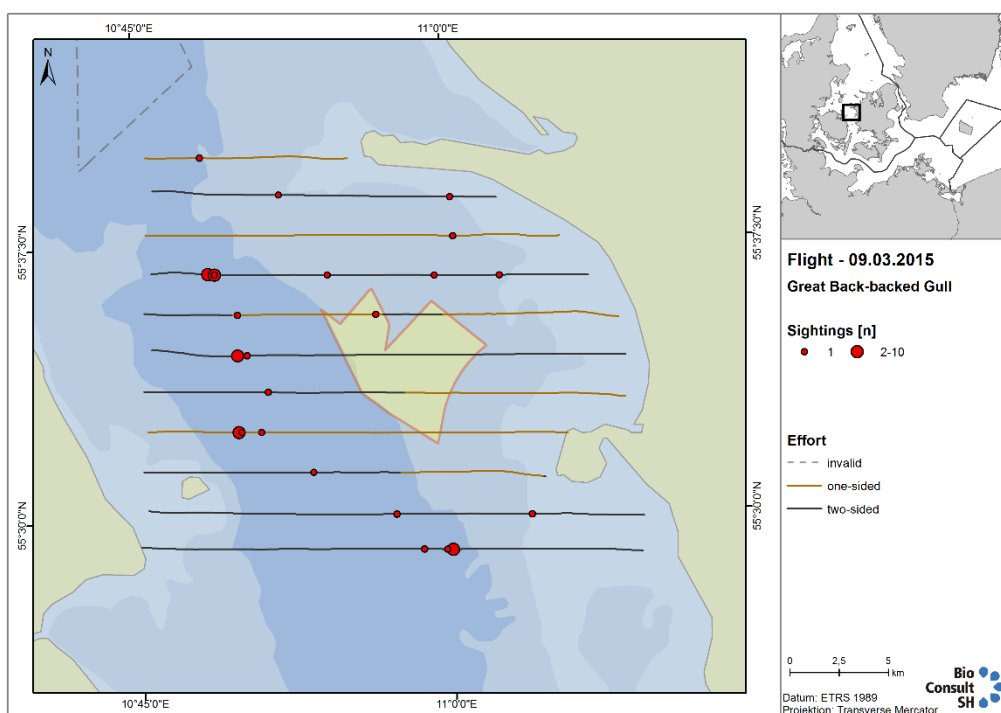 10°45'0"E
11°0'0"E
N
55°37'30"N
55°37'30"N
55°30'0"N
55°30'0"N
10°45'0"E
11°0'0"E
Flight - 09.03.2015
Great Back-backed Gull
Sightings [n]
1 2-10
Effort
invalid
one-sided
two-sided
0 2,5 5
km
Datum: ETRS 1989
Projektion: Transverse Mercator
Bio
Consult
SH